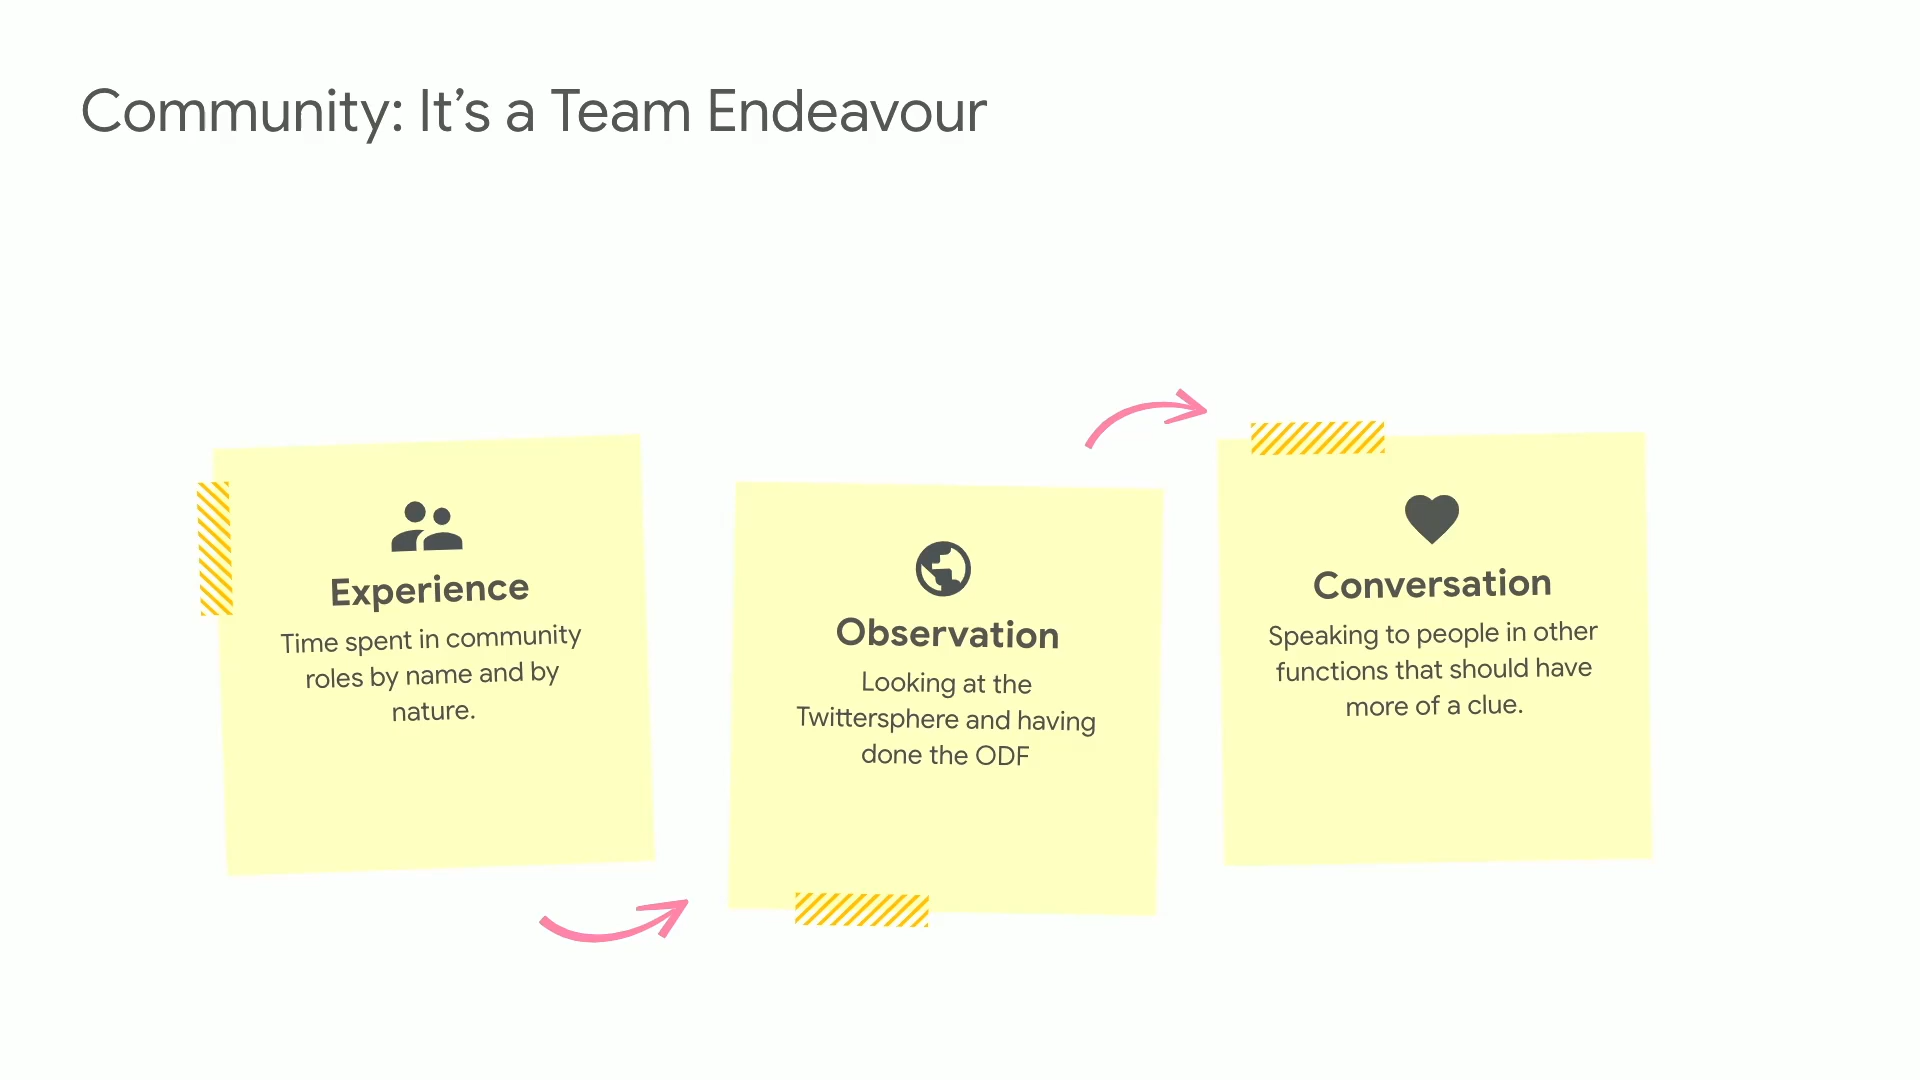 Community: It’s a Team Endeavour
Experience
Time spent in community
roles by name and by
nature.
Observation
Looking at the
Twittersphere and having
done the ODF
Conversation
Speaking to people in other
functions that should have
more of a clue.